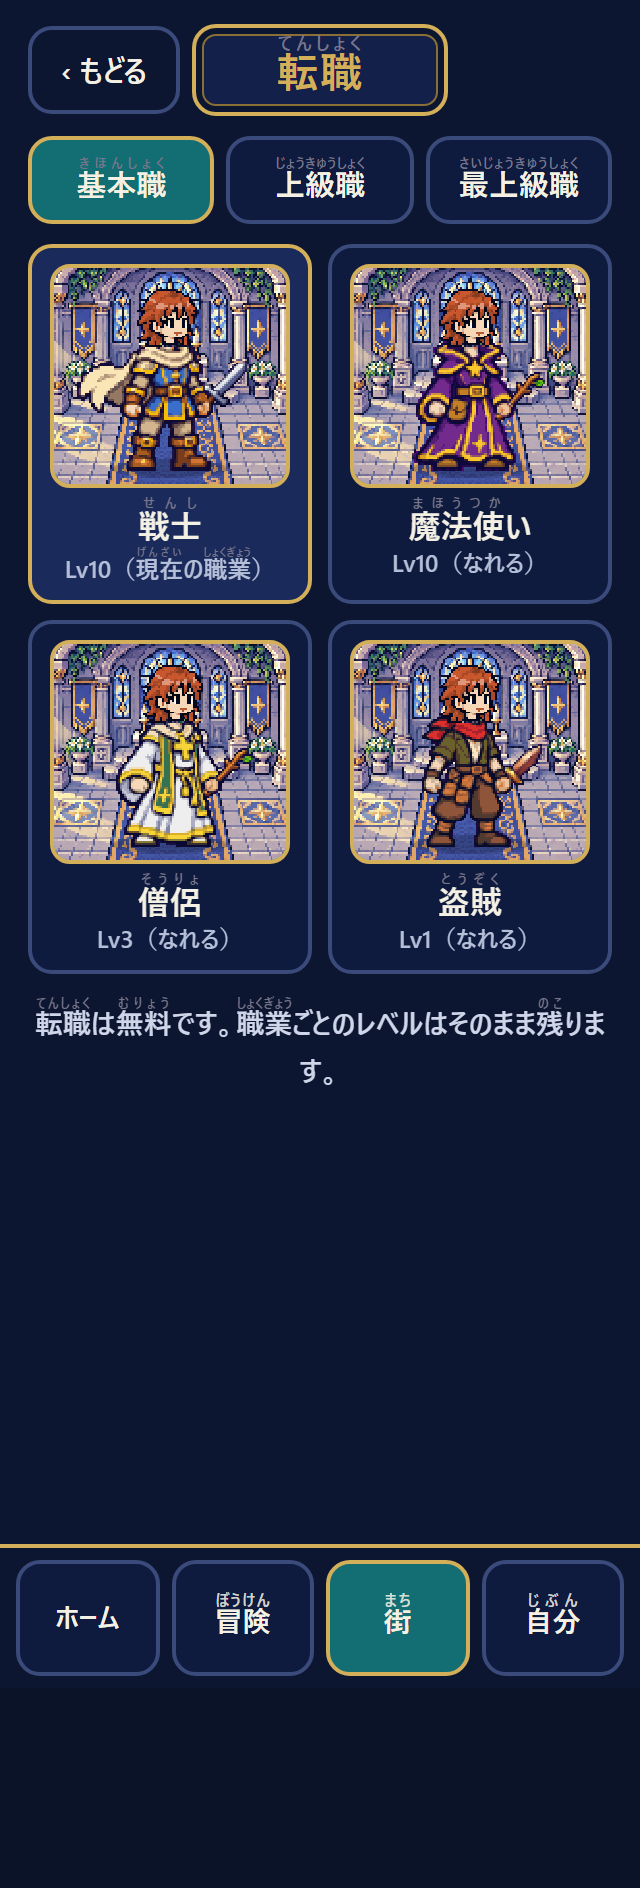 ‹ もどる
てんしょく
転職
きほんしょく
基本職
じょうきゅうしょく
上級職
さいじょうきゅうしょく
最上級職
せんし
戦士
げんざい しょくぎょう
Lv10（現在の職業）
まほうつか
魔法使い
Lv10（なれる）
そうりょ
僧侶
Lv3（なれる）
とうぞく
盗賊
Lv1（なれる）
てんしょく むりょう しょくぎょう のこ
転職は無料です。職業ごとのレベルはそのまま残りま
す。
ホーム
ぼうけん
冒険
まち
街
じぶん
自分